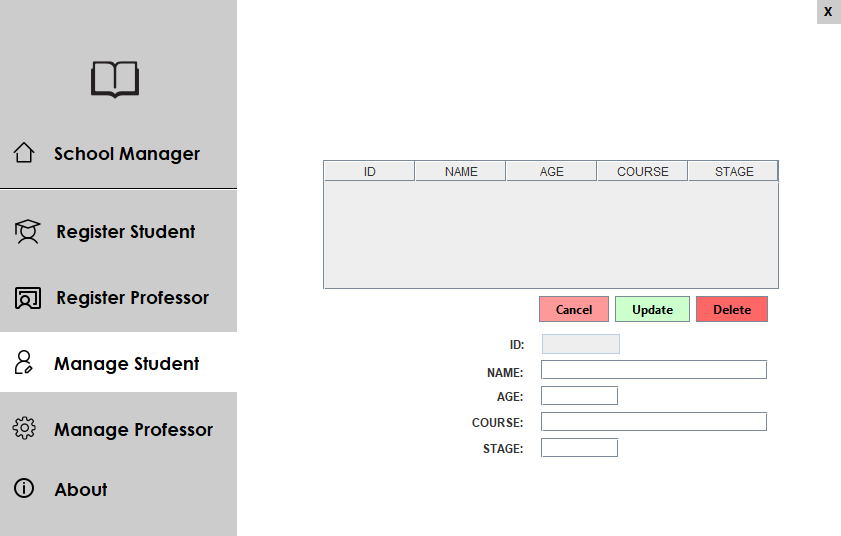 X
School Manager
Register Student
Register Professor
Manage Student
Manage Professor
About
ID NAME AGE COURSE STAGE
Cancel Update Delete
ID:
NAME:
AGE:
COURSE:
STAGE: